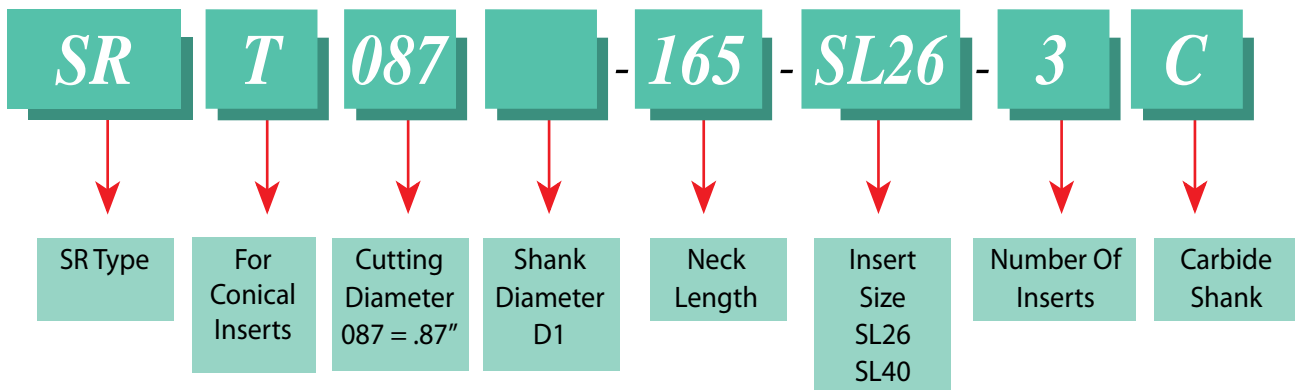 SR T 087 - 165 - SL26 - 3 C
SR Type
For
Conical
Inserts
Cutting
Diameter
087 = .87"
Shank
Diameter
D1
Neck
Length
Insert
Size
SL26
SL40
Number Of
Inserts
Carbide
Shank